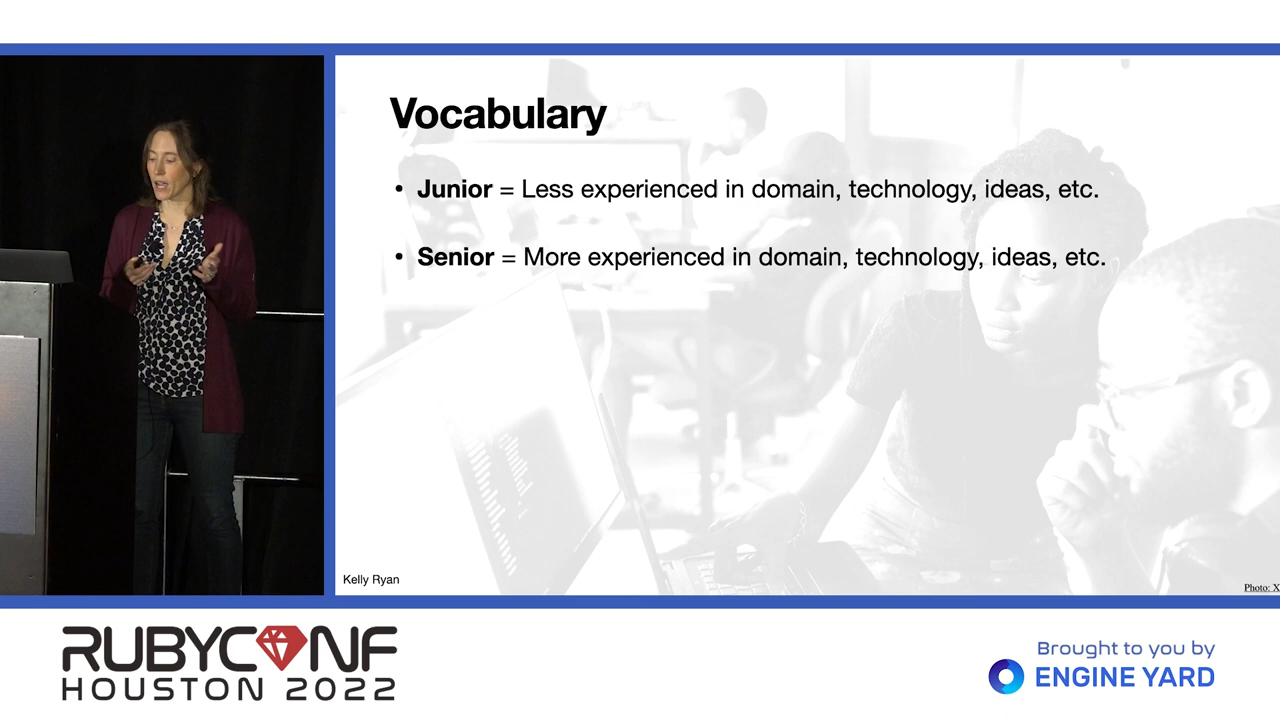 Vocabulary
• Junior = Less experienced in domain, technology, ideas, etc.
• Senior = More experienced in domain, technology, ideas, etc.
Kelly Ryan
Photo: X
RUBYCONF
HOUSTON 2022
Brought to you by
ENGINE YARD